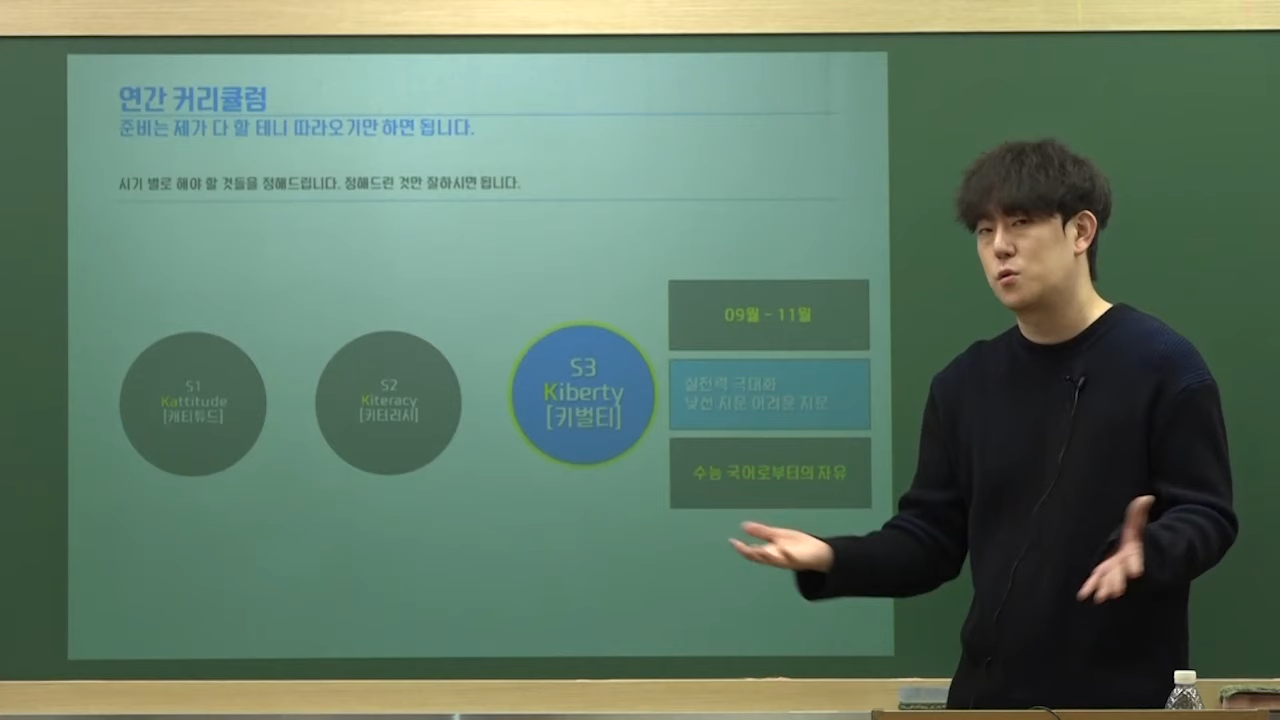 연간 커리큘럼
준비는 제가 다 할 테니 따라오기만 하면 됩니다.
시기 별로 해야 할 것들을 정해드립니다. 정해드린 것만 잘하시면 됩니다.
S1
Kattitude
[캐티튜드]
S2
Kiteracy
[키터러시]
S3
Kiberty
[키벌티]
09월 - 11월
실전력 극대화
낯선 지문 어려운 지문
수능 국어로부터의 자유